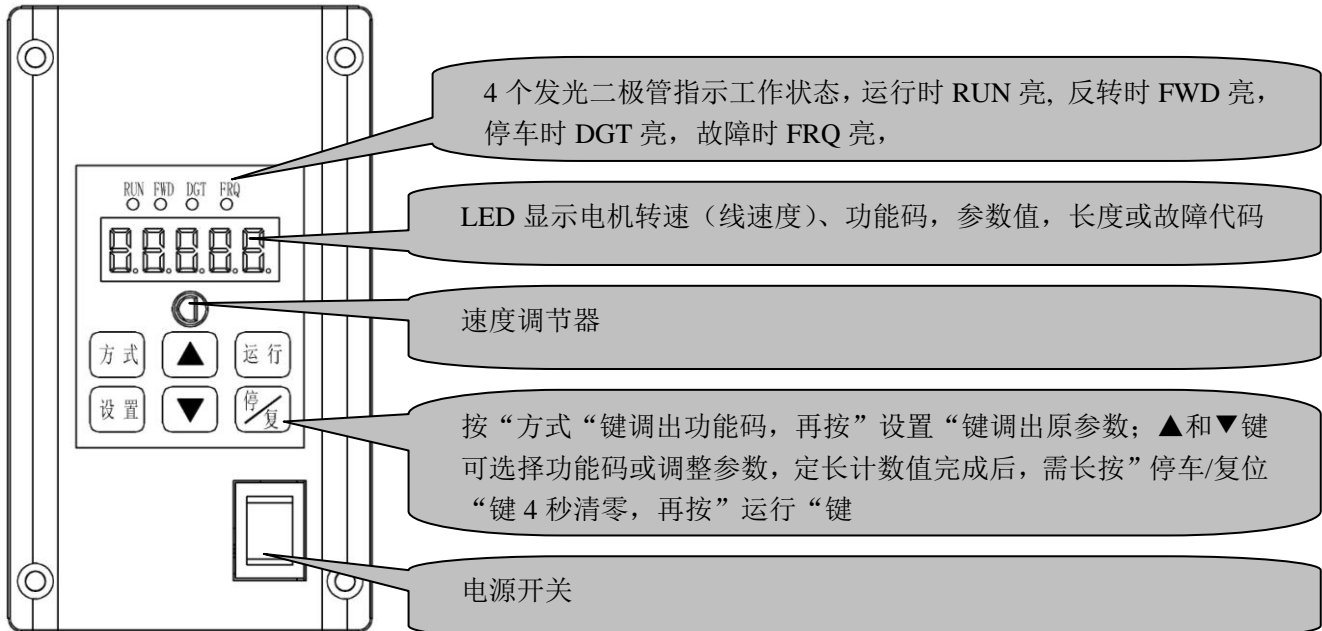 4 个发光二极管指示工作状态，运行时 RUN 亮, 反转时 FWD 亮，
停车时 DGT 亮，故障时 FRQ 亮，
RUN FWD DGT FRQ
8.8.8.8.8.
LED 显示电机转速（线速度）、功能码，参数值，长度或故障代码
速度调节器
方式 ▲ 运行
设置 ▼ 停/复
按“方式“键调出功能码，再按”设置“键调出原参数；▲和▼键
可选择功能码或调整参数，定长计数值完成后，需长按”停车/复位
“键 4 秒清零，再按”运行“键
电源开关